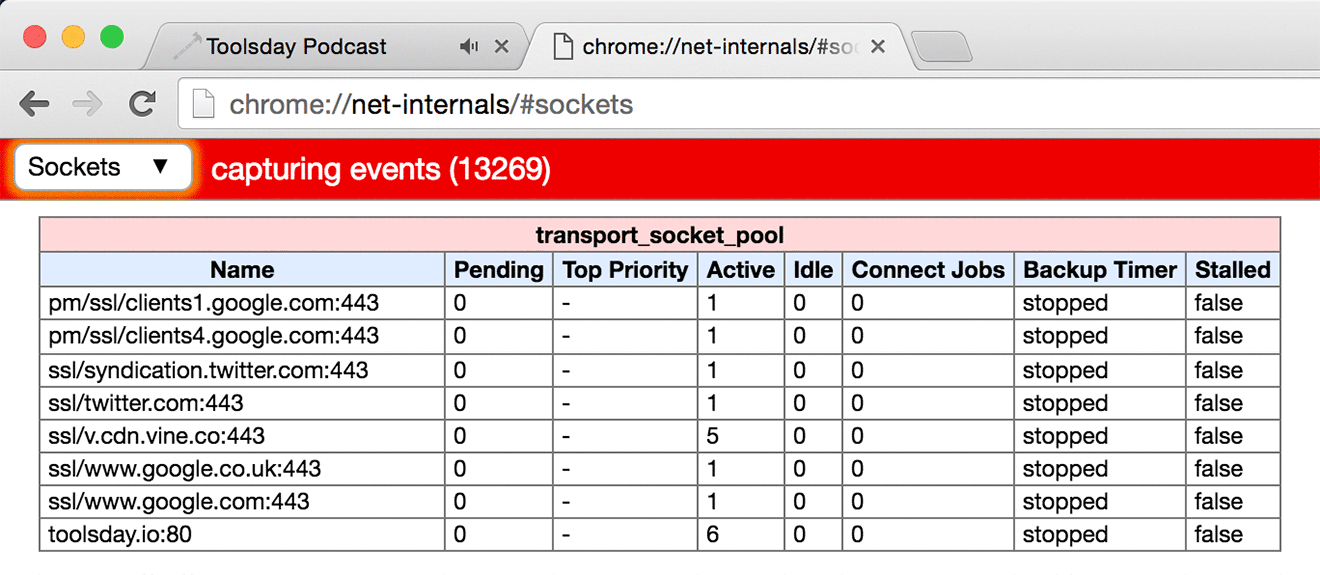 Toolsday Podcast
chrome://net-internals/#so
chrome://net-internals/#sockets
Sockets ▼ capturing events (13269)
transport_socket_pool
Name Pending Top Priority Active Idle Connect Jobs Backup Timer Stalled
pm/ssl/clients1.google.com:443 0 - 1 0 0 stopped false
pm/ssl/clients4.google.com:443 0 - 1 0 0 stopped false
ssl/syndication.twitter.com:443 0 - 1 0 0 stopped false
ssl/twitter.com:443 0 - 1 0 0 stopped false
ssl/v.cdn.vine.co:443 0 - 5 0 0 stopped false
ssl/www.google.co.uk:443 0 - 1 0 0 stopped false
ssl/www.google.com:443 0 - 1 0 0 stopped false
toolsday.io:80 0 - 6 0 0 stopped false